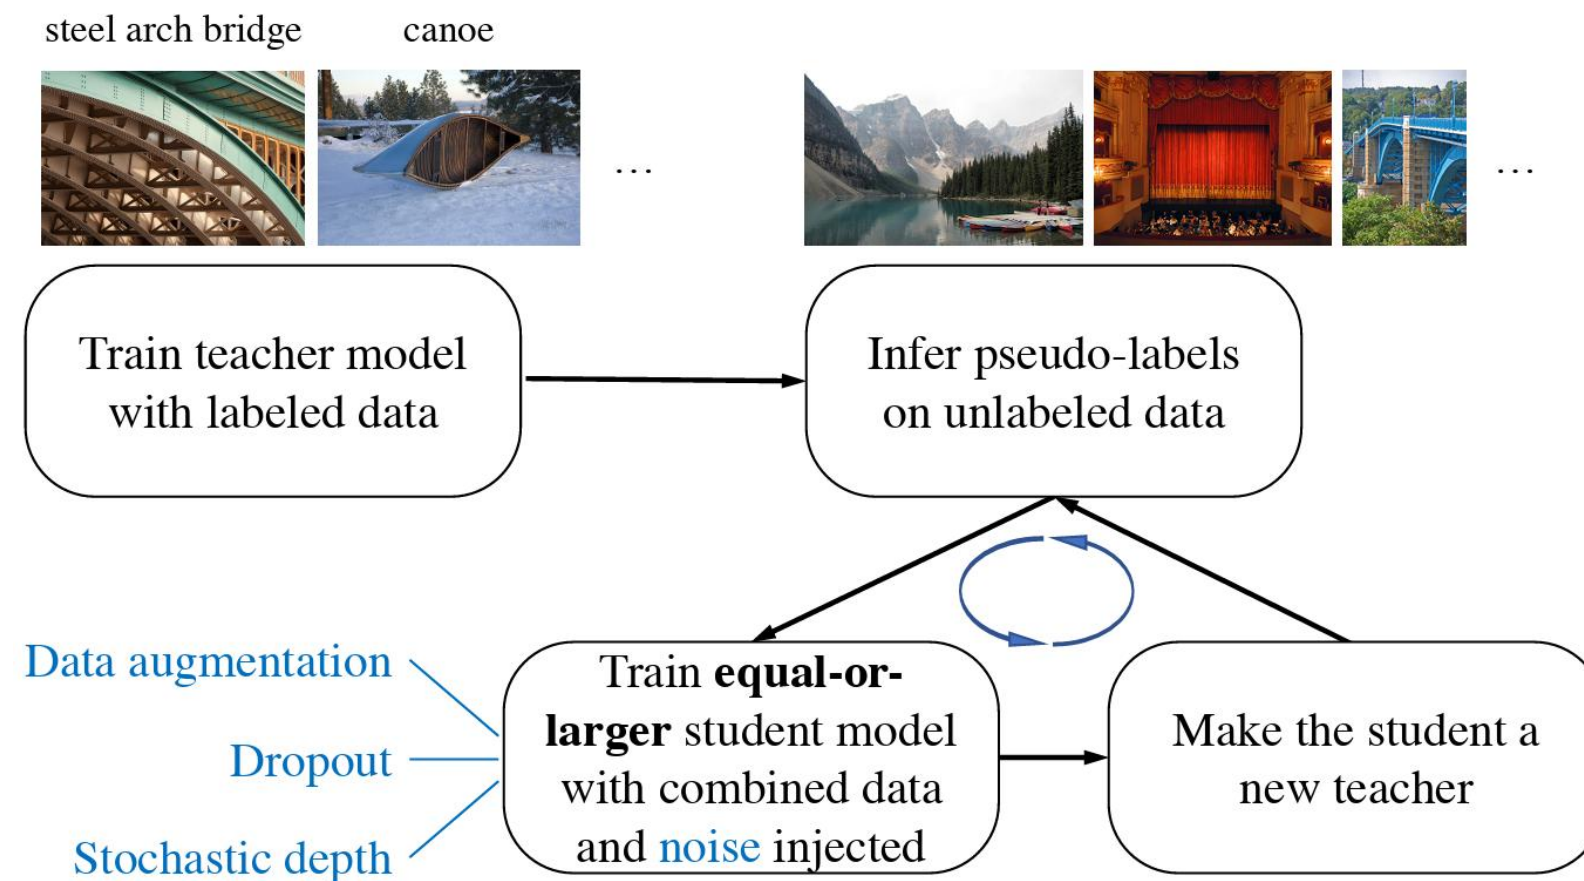 steel arch bridge
canoe
...
...
Train teacher model
with labeled data
Infer pseudo-labels
on unlabeled data
Data augmentation
Dropout
Stochastic depth
Train equal-or-
larger student model
with combined data
and noise injected
Make the student a
new teacher